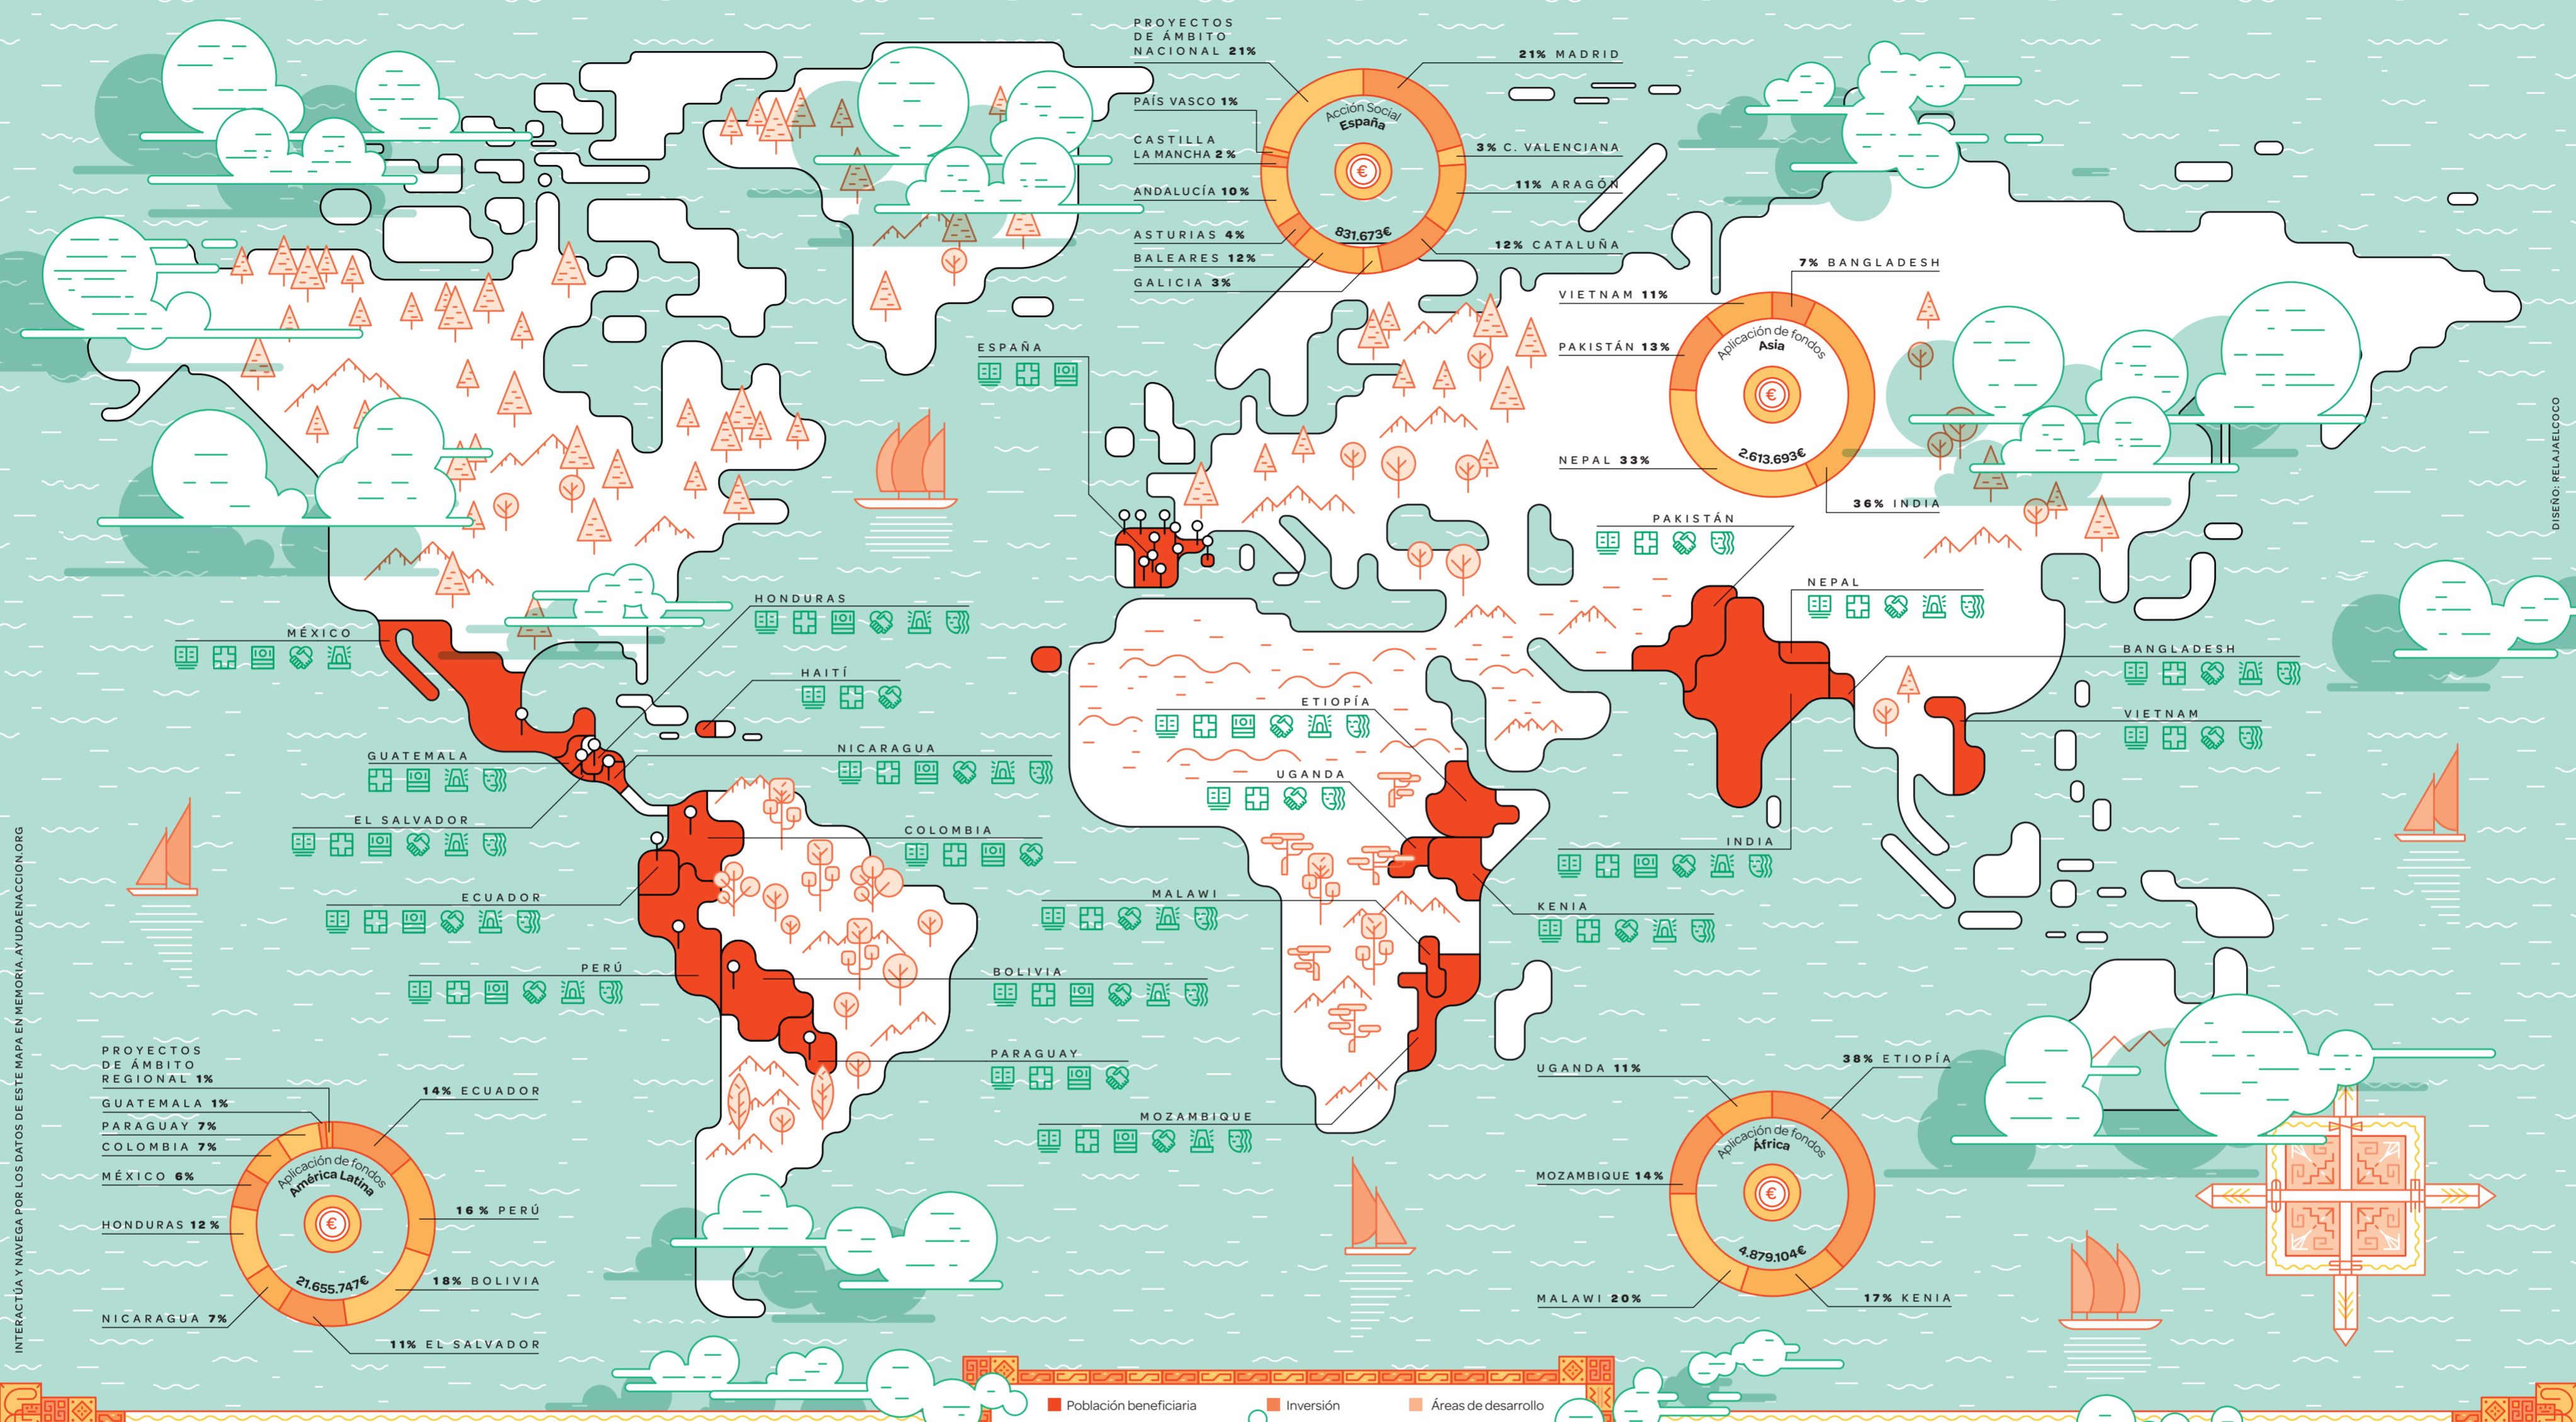 PROYECTOS
DE ÁMBITO
NACIONAL 21%
PAÍS VASCO 1%
CASTILLA
LA MANCHA 2%
ANDALUCÍA 10%
ASTURIAS 4%
BALEARES 12%
GALICIA 3%
21% MADRID
3% C. VALENCIANA
11% ARAGÓN
12% CATALUÑA
Acción Social
España
€
831.673€
7% BANGLADESH
VIETNAM 11%
PAKISTÁN 13%
NEPAL 33%
36% INDIA
Aplicación de fondos
Asia
€
2.613.693€
ESPAÑA
PAKISTÁN
NEPAL
BANGLADESH
VIETNAM
INDIA
HONDURAS
MÉXICO
HAITÍ
GUATEMALA
NICARAGUA
EL SALVADOR
COLOMBIA
ECUADOR
PERÚ
BOLIVIA
PARAGUAY
ETIOPÍA
UGANDA
MALAWI
KENIA
MOZAMBIQUE
PROYECTOS
DE ÁMBITO
REGIONAL 1%
GUATEMALA 1%
PARAGUAY 7%
COLOMBIA 7%
MÉXICO 6%
HONDURAS 12%
NICARAGUA 7%
14% ECUADOR
16% PERÚ
18% BOLIVIA
11% EL SALVADOR
Aplicación de fondos
América Latina
€
21.655.747€
UGANDA 11%
MOZAMBIQUE 14%
MALAWI 20%
38% ETIOPÍA
17% KENIA
Aplicación de fondos
África
€
4.879.104€
Población beneficiaria
Inversión
Áreas de desarrollo
INTERACTÚA Y NAVEGA POR LOS DATOS DE ESTE MAPA EN MEMORIA.AYUDAENACCION.ORG
DISEÑO: RELAJAELCOCO